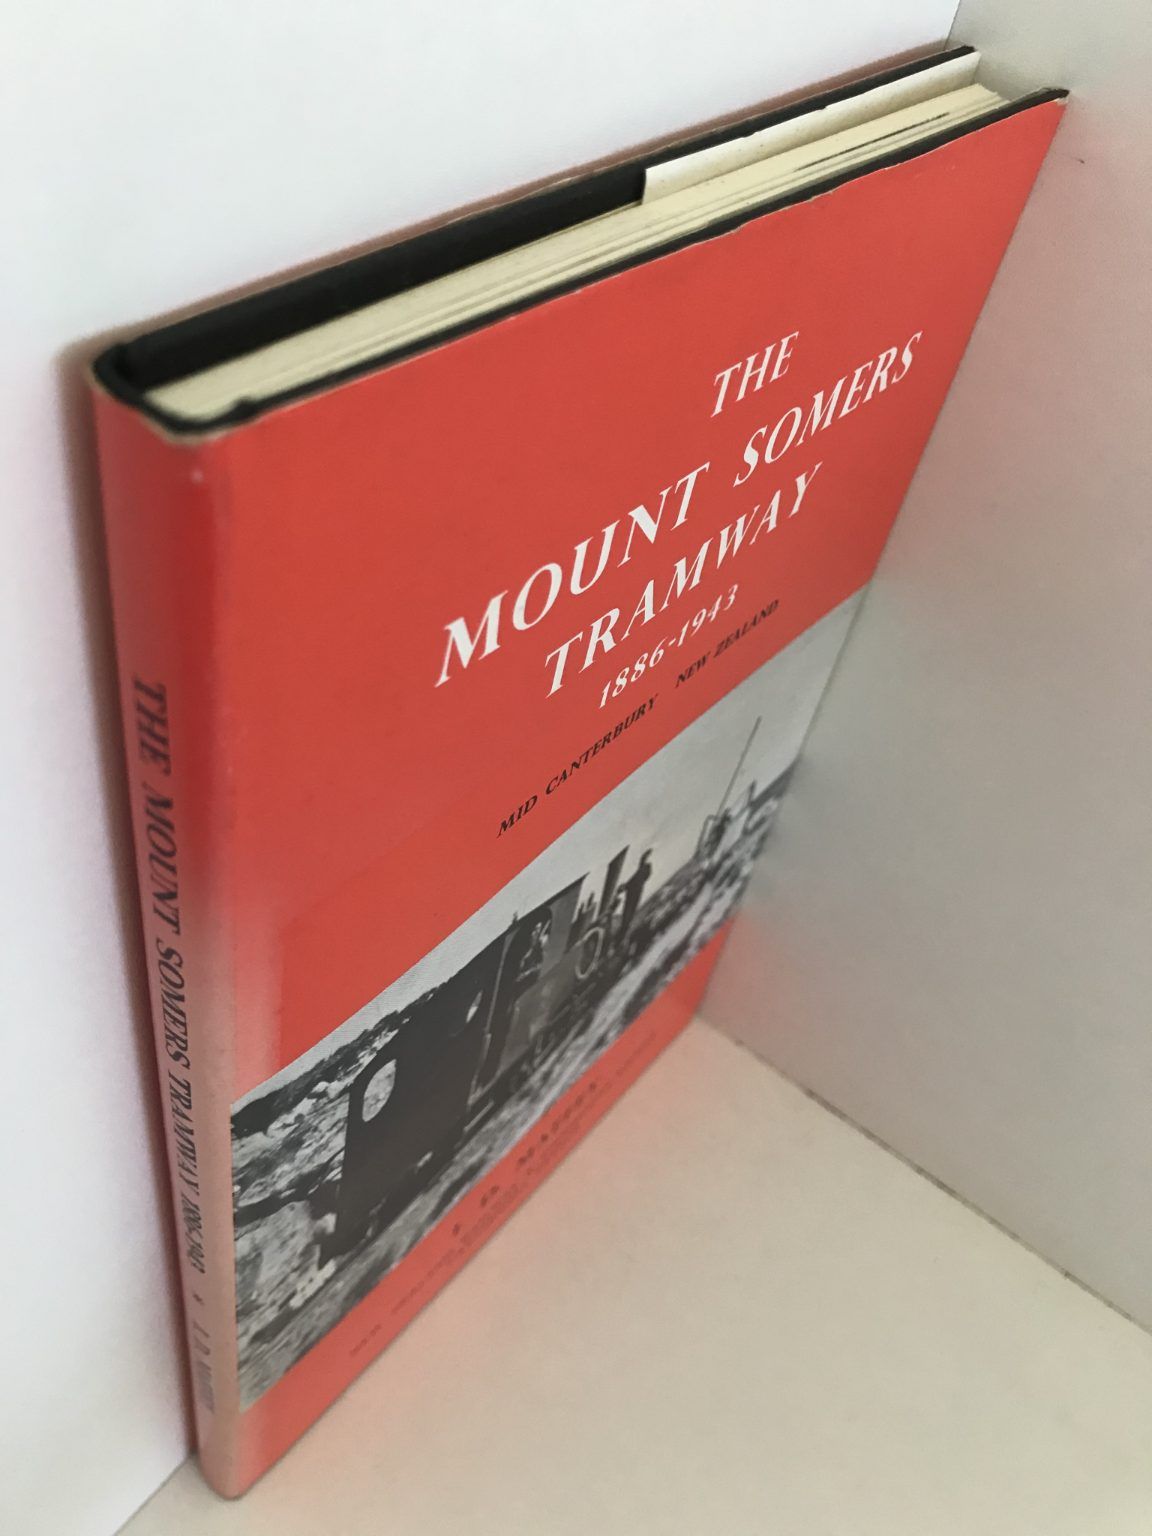 THE
MOUNT SOMERS
TRAMWAY
1886-1943
MID CANTERBURY NEW ZEALAND
THE MOUNT SOMERS TRAMWAY 1886-1943